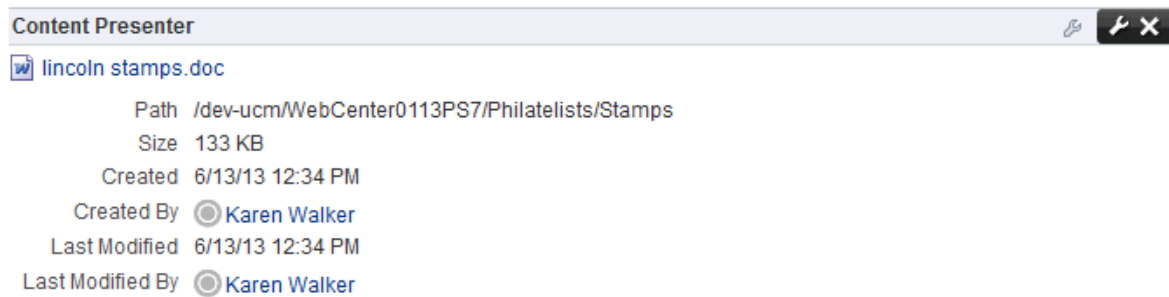 Content Presenter
lincoln stamps.doc
Path /dev-ucm/WebCenter0113PS7/Philatelists/Stamps
Size 133 KB
Created 6/13/13 12:34 PM
Created By Karen Walker
Last Modified 6/13/13 12:34 PM
Last Modified By Karen Walker